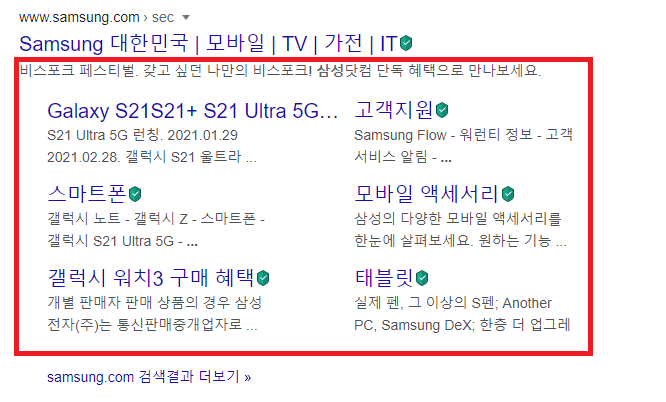 www.samsung.com › sec
Samsung 대한민국 | 모바일 | TV | 가전 | IT
비스포크 페스티벌. 갖고 싶던 나만의 비스포크! 삼성닷컴 단독 혜택으로 만나보세요.
Galaxy S21S21+ S21 Ultra 5G...
S21 Ultra 5G 런칭. 2021.01.29
2021.02.28. 갤럭시 S21 울트라 ...
고객지원
Samsung Flow - 워런티 정보 - 고객
서비스 알림 - ...
스마트폰
갤럭시 노트 - 갤럭시 Z - 스마트폰 -
갤럭시 S21 Ultra 5G - ...
모바일 액세서리
삼성의 다양한 모바일 액세서리를
한눈에 살펴보세요. 원하는 기능 ...
갤럭시 워치3 구매 혜택
개별 판매자 판매 상품의 경우 삼성
전자(주)는 통신판매중개업자로 ...
태블릿
실제 펜, 그 이상의 S펜; Another
PC, Samsung DeX; 한층 더 업그레
samsung.com 검색결과 더보기 »